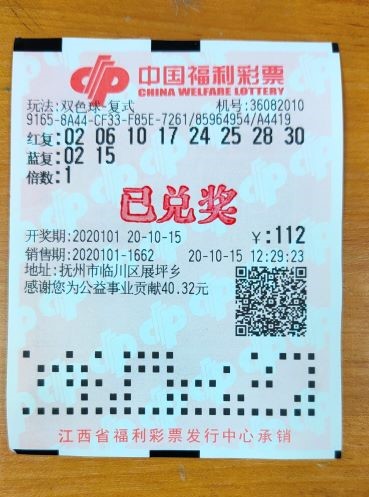 中国福利彩票
CHINA WELFARE LOTTERY
玩法:双色球-复式 机号:36082010
9165-8A44-CF33-F85E-7261/85964954/A4419
红复:02 06 10 17 24 25 28 30
蓝复:02 15
倍数:1
已兑奖
开奖期:2020101 20-10-15 ¥:112
销售期:2020101-1662 20-10-15 12:29:23
地址:抚州市临川区展坪乡
感谢您为公益事业贡献40.32元
江西省福利彩票发行中心承销